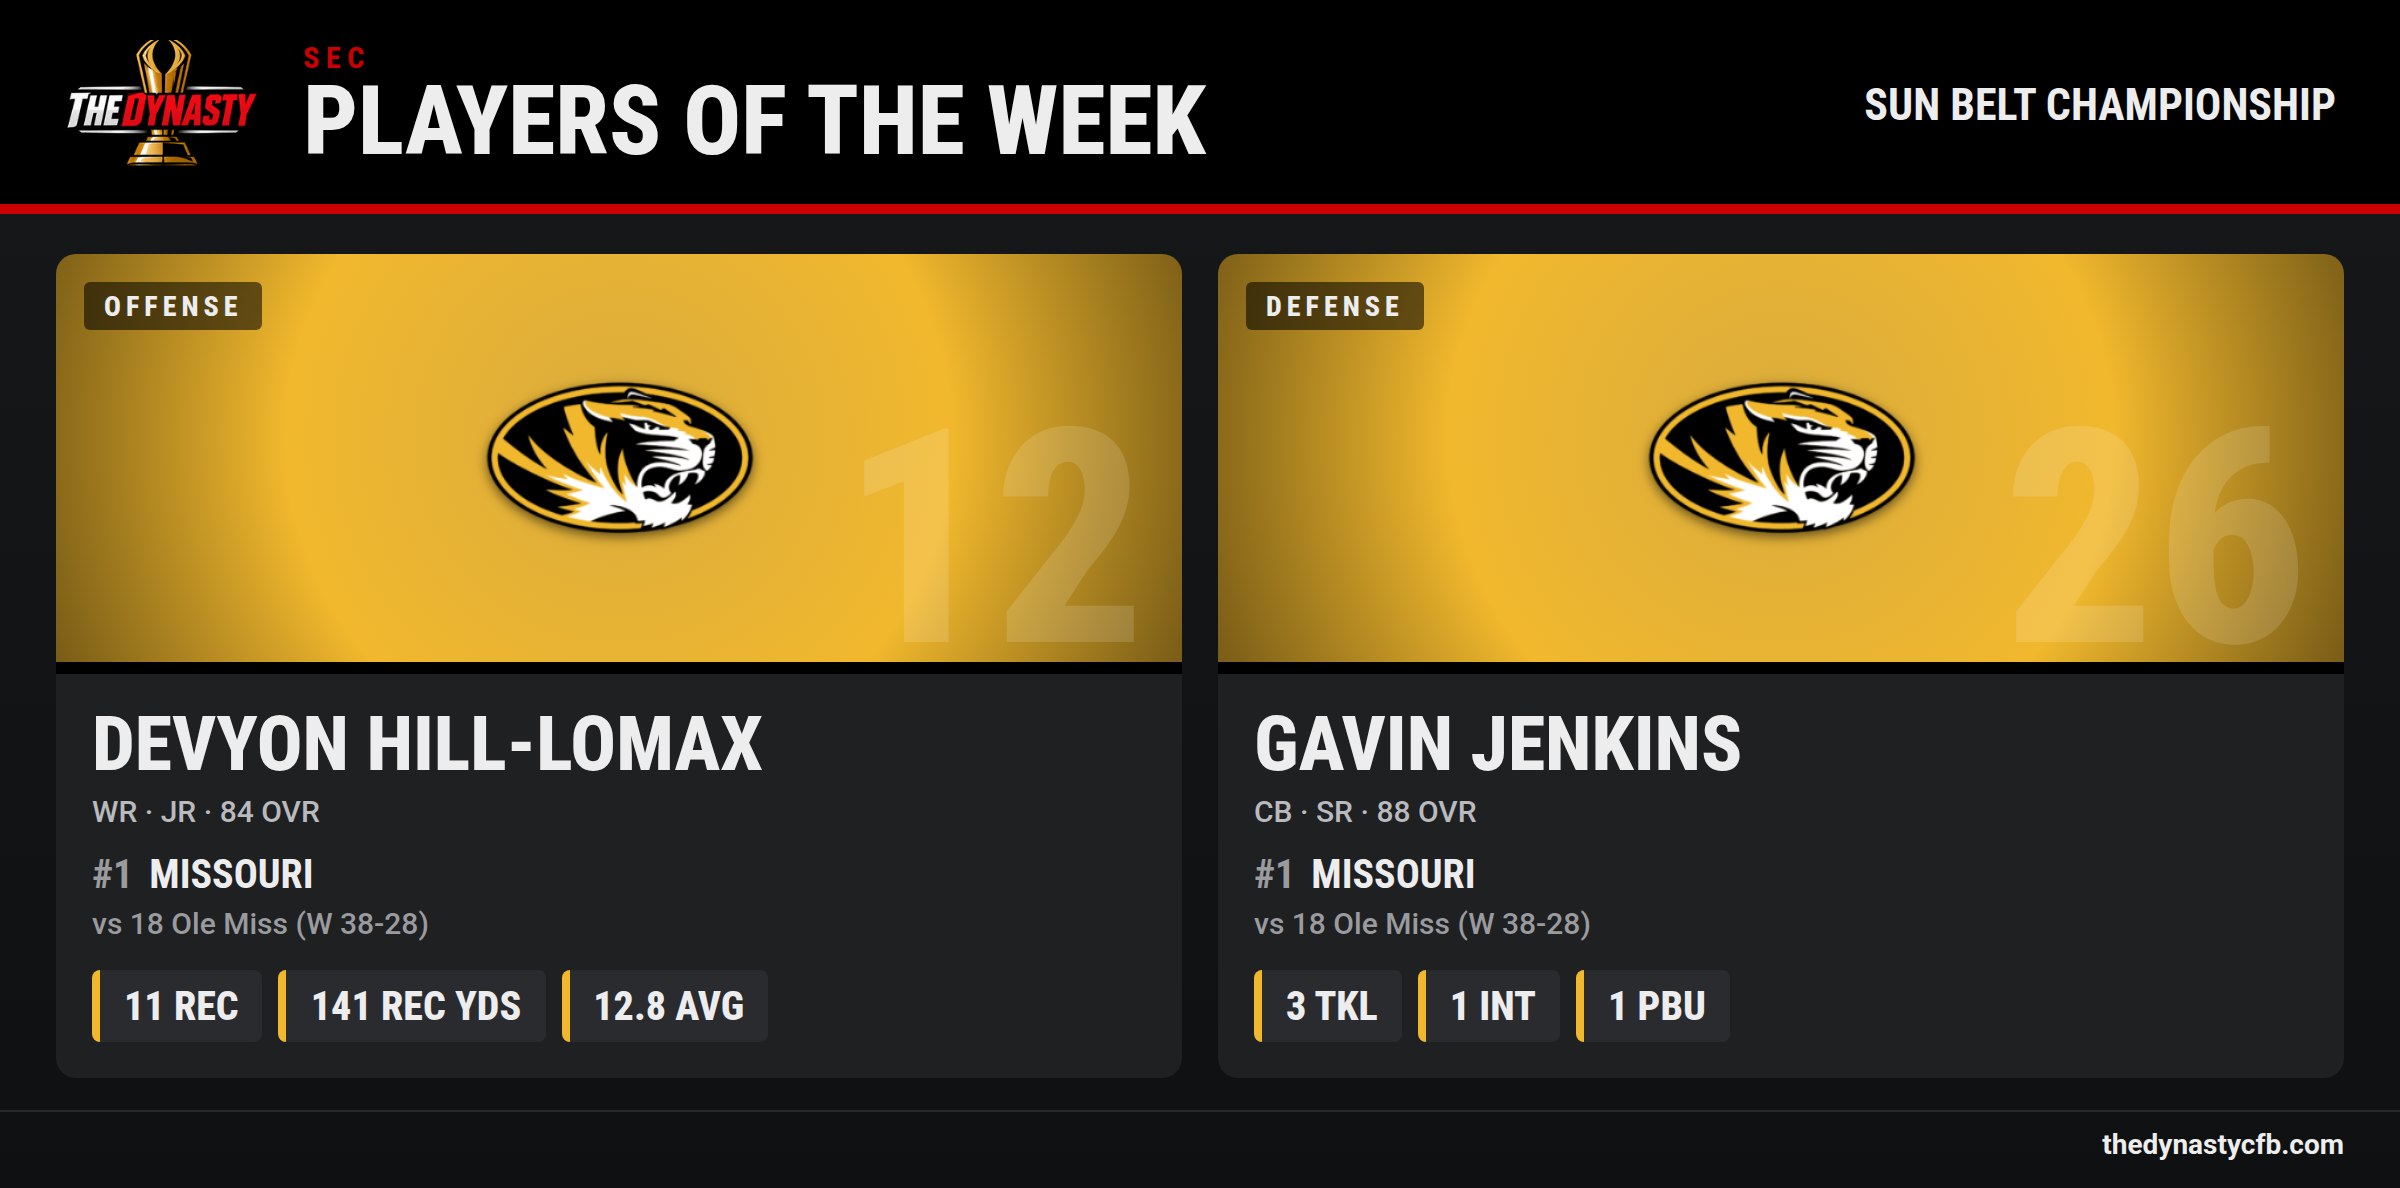 THE DYNASTY
SEC
PLAYERS OF THE WEEK
SUN BELT CHAMPIONSHIP
OFFENSE
12
DEVYON HILL-LOMAX
WR · JR · 84 OVR
#1 MISSOURI
vs 18 Ole Miss (W 38-28)
11 REC
141 REC YDS
12.8 AVG
DEFENSE
26
GAVIN JENKINS
CB · SR · 88 OVR
#1 MISSOURI
vs 18 Ole Miss (W 38-28)
3 TKL
1 INT
1 PBU
thedynastycfb.com